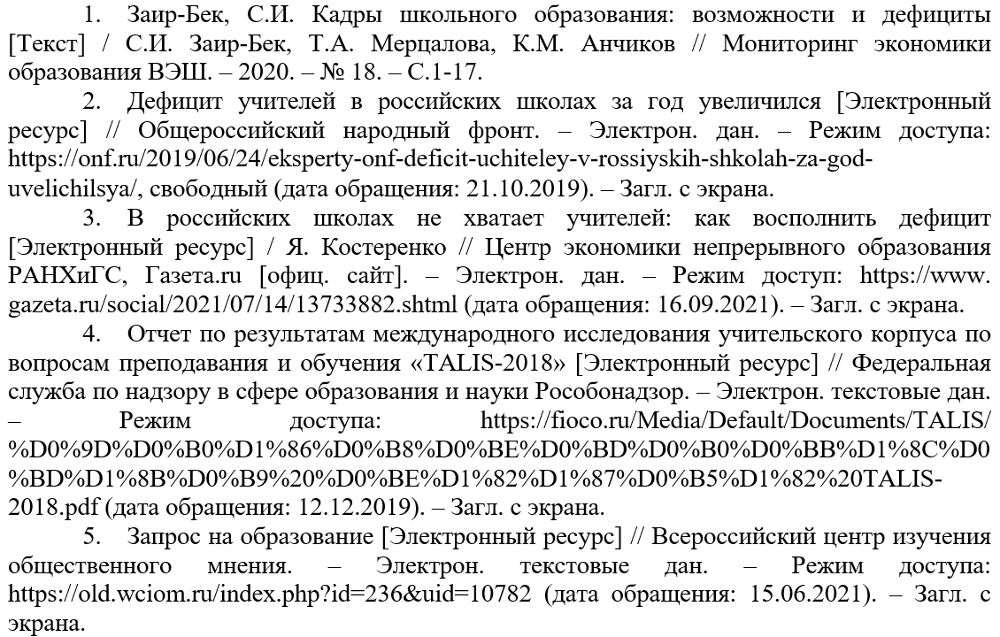 1. Заир-Бек, С.И. Кадры школьного образования: возможности и дефициты
[Текст] / С.И. Заир-Бек, Т.А. Мерцалова, К.М. Анчиков // Мониторинг экономики
образования ВЭШ. – 2020. – № 18. – С.1-17.
2. Дефицит учителей в российских школах за год увеличился [Электронный
ресурс] // Общероссийский народный фронт. – Электрон. дан. – Режим доступа:
https://onf.ru/2019/06/24/eksperty-onf-deficit-uchiteley-v-rossiyskih-shkolah-za-god-
uvelichilsya/, свободный (дата обращения: 21.10.2019). – Загл. с экрана.
3. В российских школах не хватает учителей: как восполнить дефицит
[Электронный ресурс] / Я. Костеренко // Центр экономики непрерывного образования
РАНХиГС, Газета.ru [офиц. сайт]. – Электрон. дан. – Режим доступ: https://www.
gazeta.ru/social/2021/07/14/13733882.shtml (дата обращения: 16.09.2021). – Загл. с экрана.
4. Отчет по результатам международного исследования учительского корпуса по
вопросам преподавания и обучения «TALIS-2018» [Электронный ресурс] // Федеральная
служба по надзору в сфере образования и науки Рособонадзор. – Электрон. текстовые дан.
– Режим доступа: https://fioco.ru/Media/Default/Documents/TALIS/
%D0%9D%D0%B0%D1%86%D0%B8%D0%BE%D0%BD%D0%B0%D0%BB%D1%8C%D0
%BD%D1%8B%D0%B9%20%D0%BE%D1%82%D1%87%D0%B5%D1%82%20TALIS-
2018.pdf (дата обращения: 12.12.2019). – Загл. с экрана.
5. Запрос на образование [Электронный ресурс] // Всероссийский центр изучения
общественного мнения. – Электрон. текстовые дан. – Режим доступа:
https://old.wciom.ru/index.php?id=236&uid=10782 (дата обращения: 15.06.2021). – Загл. с
экрана.